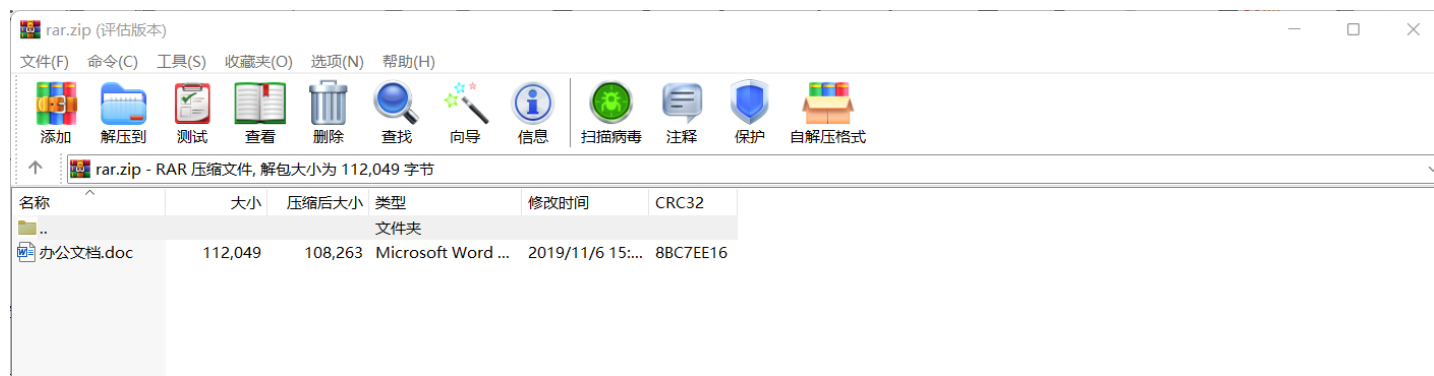 rar.zip (评估版本)
文件(F) 命令(C) 工具(S) 收藏夹(O) 选项(N) 帮助(H)
添加 解压到 测试 查看 删除 查找 向导 信息 扫描病毒 注释 保护 自解压格式
rar.zip - RAR 压缩文件, 解包大小为 112,049 字节
名称 大小 压缩后大小 类型 修改时间 CRC32
.. 文件夹
办公文档.doc 112,049 108,263 Microsoft Word ... 2019/11/6 15:... 8BC7EE16